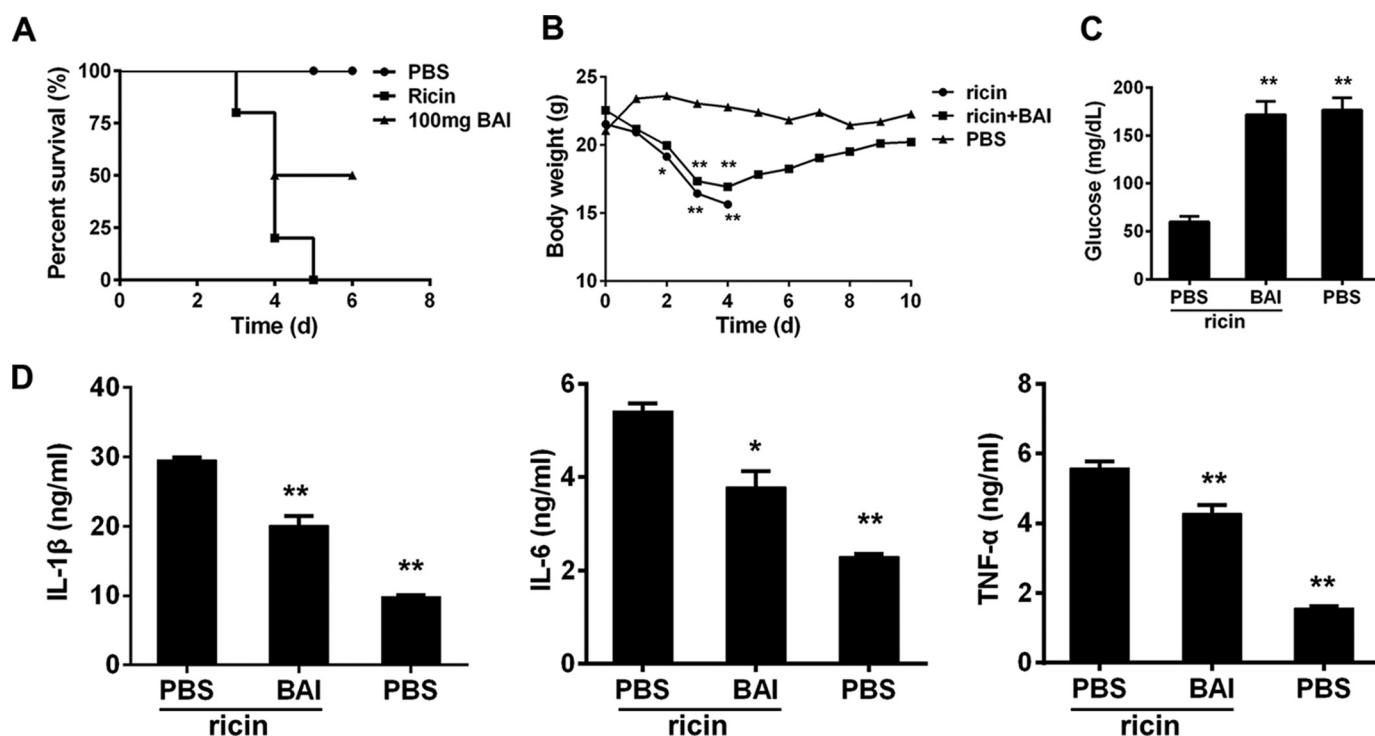 A
Percent survival (%)
100
75
50
25
0
0 2 4 6 8
Time (d)
PBS
Ricin
100mg BAI
B
Body weight (g)
25
20
15
10
* ** ** ** **
0 2 4 6 8 10
Time (d)
ricin
ricin+BAI
PBS
C
Glucose (mg/dL)
200
150
100
50
0
** **
PBS BAI PBS
ricin
D
IL-1β (ng/ml)
40
30
20
10
0
** **
PBS BAI PBS
ricin
IL-6 (ng/ml)
6
4
2
0
* **
PBS BAI PBS
ricin
TNF-α (ng/ml)
8
6
4
2
0
** **
PBS BAI PBS
ricin